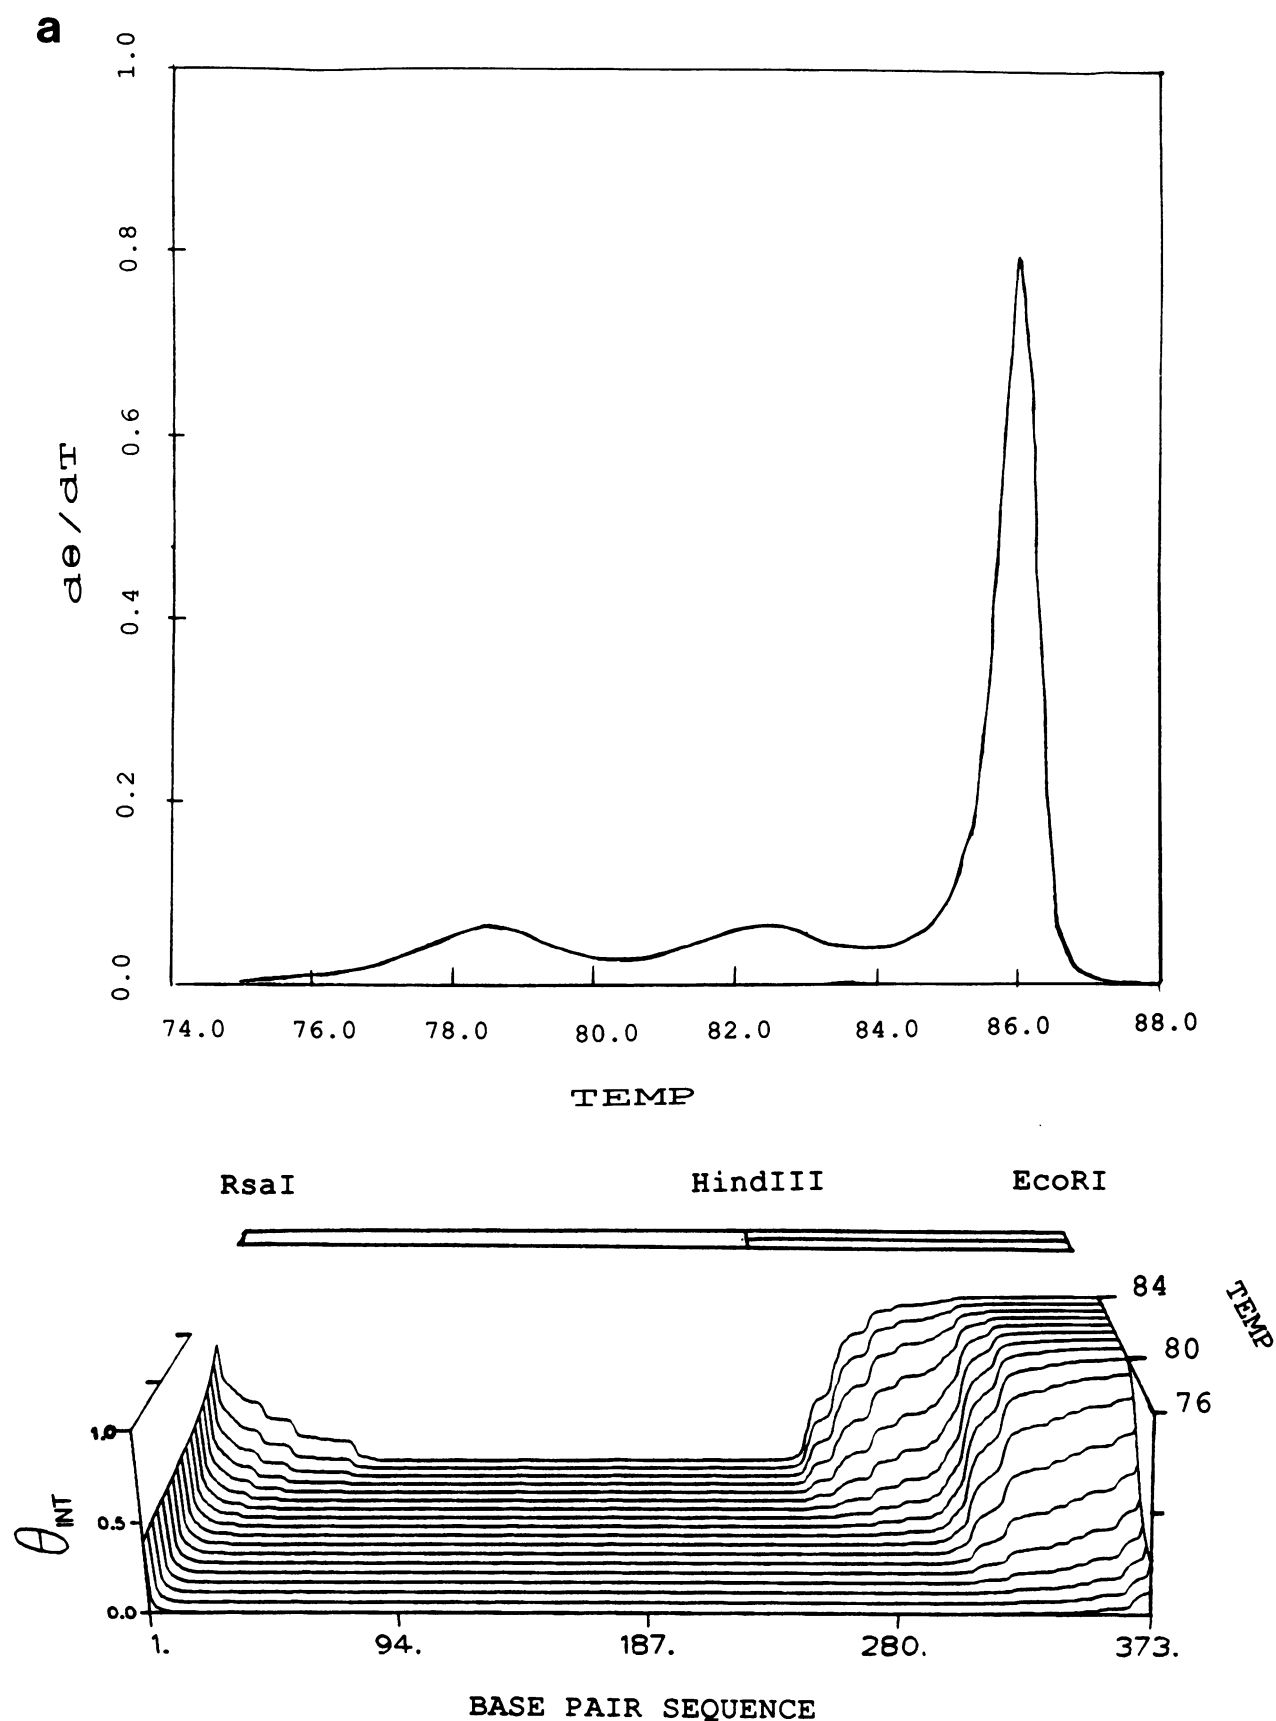 a
1.0
0.8
0.6
0.4
0.2
0.0
dθ/dT
74.0 76.0 78.0 80.0 82.0 84.0 86.0 88.0
TEMP
RsaI HindIII EcoRI
84
80
76
TEMP
1.0
0.5
0.0
θINT
1. 94. 187. 280. 373.
BASE PAIR SEQUENCE